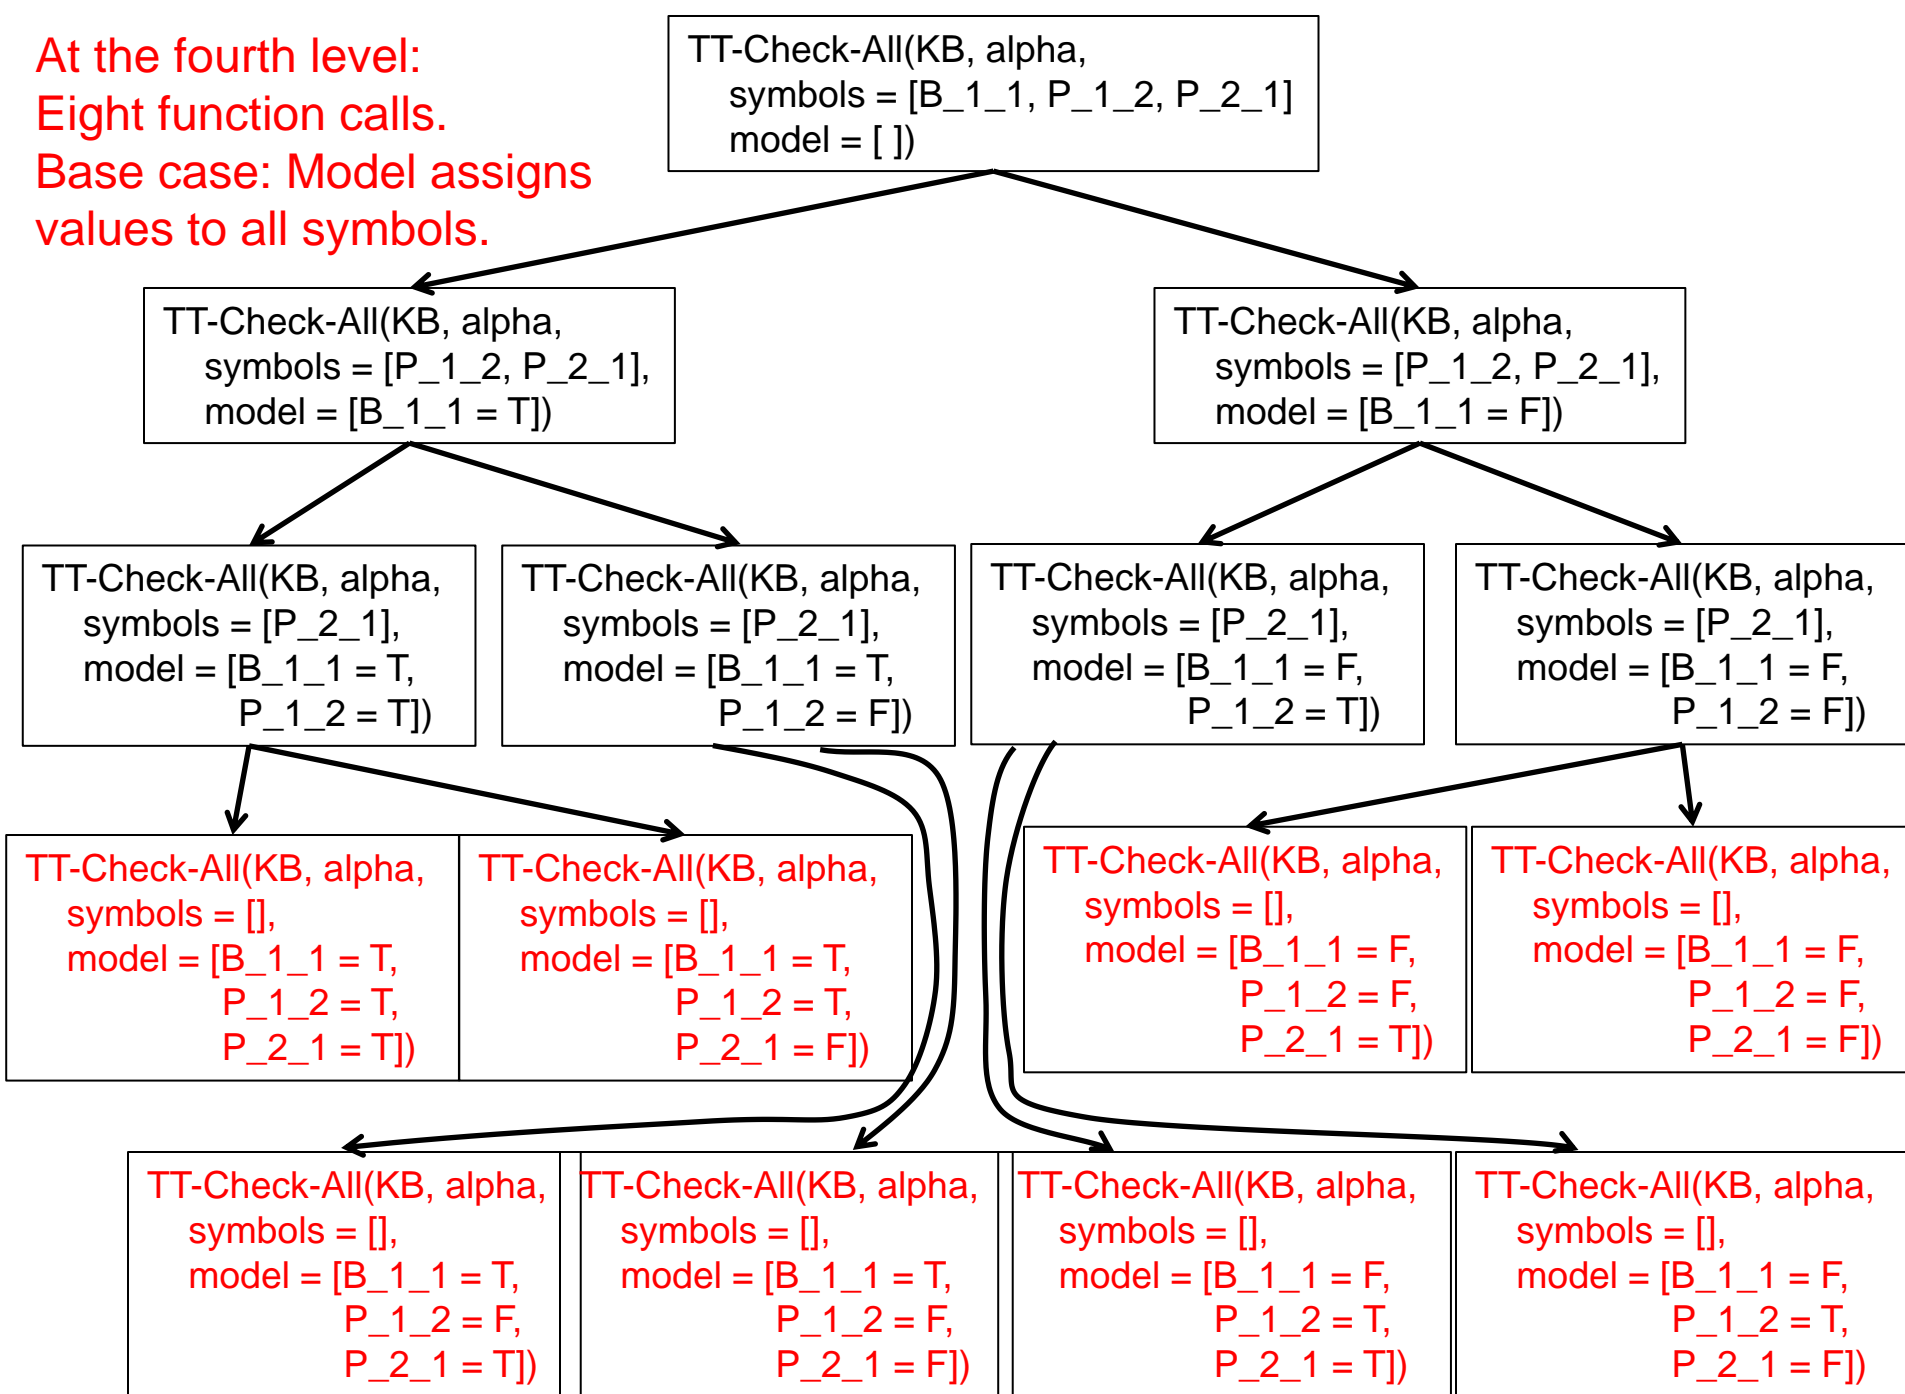 At the fourth level:
Eight function calls.
Base case: Model assigns
values to all symbols.
TT-Check-All(KB, alpha,
symbols = [B_1_1, P_1_2, P_2_1]
model = [ ])
TT-Check-All(KB, alpha,
symbols = [P_1_2, P_2_1],
model = [B_1_1 = T])
TT-Check-All(KB, alpha,
symbols = [P_1_2, P_2_1],
model = [B_1_1 = F])
TT-Check-All(KB, alpha,
symbols = [P_2_1],
model = [B_1_1 = T,
P_1_2 = T])
TT-Check-All(KB, alpha,
symbols = [P_2_1],
model = [B_1_1 = T,
P_1_2 = F])
TT-Check-All(KB, alpha,
symbols = [P_2_1],
model = [B_1_1 = F,
P_1_2 = T])
TT-Check-All(KB, alpha,
symbols = [P_2_1],
model = [B_1_1 = F,
P_1_2 = F])
TT-Check-All(KB, alpha,
symbols = [],
model = [B_1_1 = T,
P_1_2 = T,
P_2_1 = T])
TT-Check-All(KB, alpha,
symbols = [],
model = [B_1_1 = T,
P_1_2 = T,
P_2_1 = F])
TT-Check-All(KB, alpha,
symbols = [],
model = [B_1_1 = F,
P_1_2 = F,
P_2_1 = T])
TT-Check-All(KB, alpha,
symbols = [],
model = [B_1_1 = F,
P_1_2 = F,
P_2_1 = F])
TT-Check-All(KB, alpha,
symbols = [],
model = [B_1_1 = T,
P_1_2 = F,
P_2_1 = T])
TT-Check-All(KB, alpha,
symbols = [],
model = [B_1_1 = T,
P_1_2 = F,
P_2_1 = F])
TT-Check-All(KB, alpha,
symbols = [],
model = [B_1_1 = F,
P_1_2 = T,
P_2_1 = T])
TT-Check-All(KB, alpha,
symbols = [],
model = [B_1_1 = F,
P_1_2 = T,
P_2_1 = F])